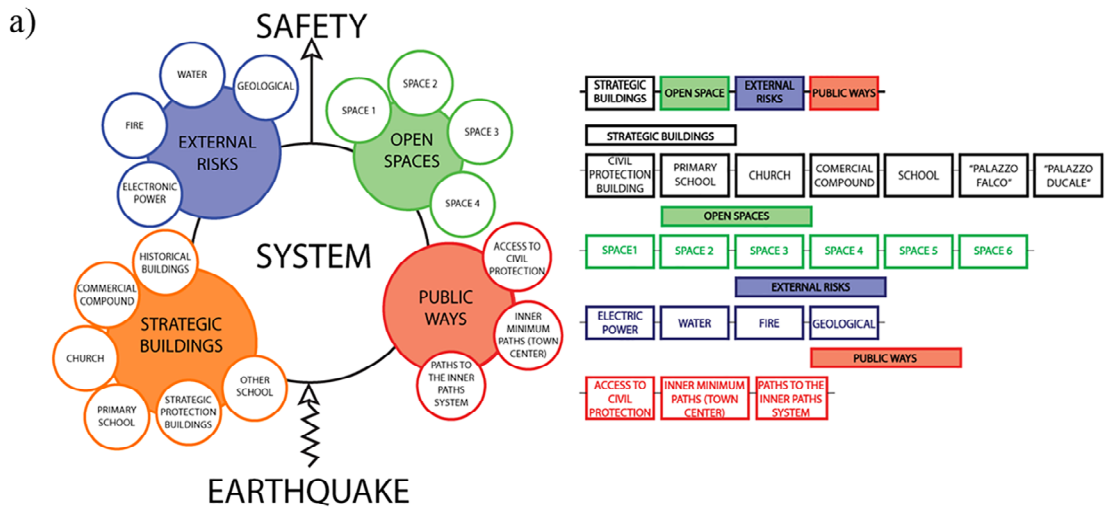 a)
SAFETY
WATER
GEOLOGICAL
FIRE
EXTERNAL
RISKS
ELECTRONIC
POWER
SPACE 1
SPACE 2
SPACE 3
OPEN
SPACES
SPACE 4
SYSTEM
HISTORICAL
BUILDINGS
COMMERCIAL
COMPOUND
STRATEGIC
BUILDINGS
CHURCH
PRIMARY
SCHOOL
STRATEGIC
PROTECTION
BUILDINGS
OTHER
SCHOOL
ACCESS TO
CIVIL
PROTECTION
PUBLIC
WAYS
INNER
MINIMUM
PATHS (TOWN
CENTER)
PATHS TO
THE INNER
PATHS
SYSTEM
EARTHQUAKE
STRATEGIC
BUILDINGS
OPEN SPACE
EXTERNAL
RISKS
PUBLIC WAYS
STRATEGIC BUILDINGS
CIVIL
PROTECTION
BUILDING
PRIMARY
SCHOOL
CHURCH
COMERCIAL
COMPOUND
SCHOOL
"PALAZZO
FALCO"
"PALAZZO
DUCALE"
OPEN SPACES
SPACE1
SPACE 2
SPACE 3
SPACE 4
SPACE 5
SPACE 6
EXTERNAL RISKS
ELECTRIC
POWER
WATER
FIRE
GEOLOGICAL
PUBLIC WAYS
ACCESS TO
CIVIL
PROTECTION
INNER MINIMUM
PATHS (TOWN
CENTER)
PATHS TO THE
INNER PATHS
SYSTEM